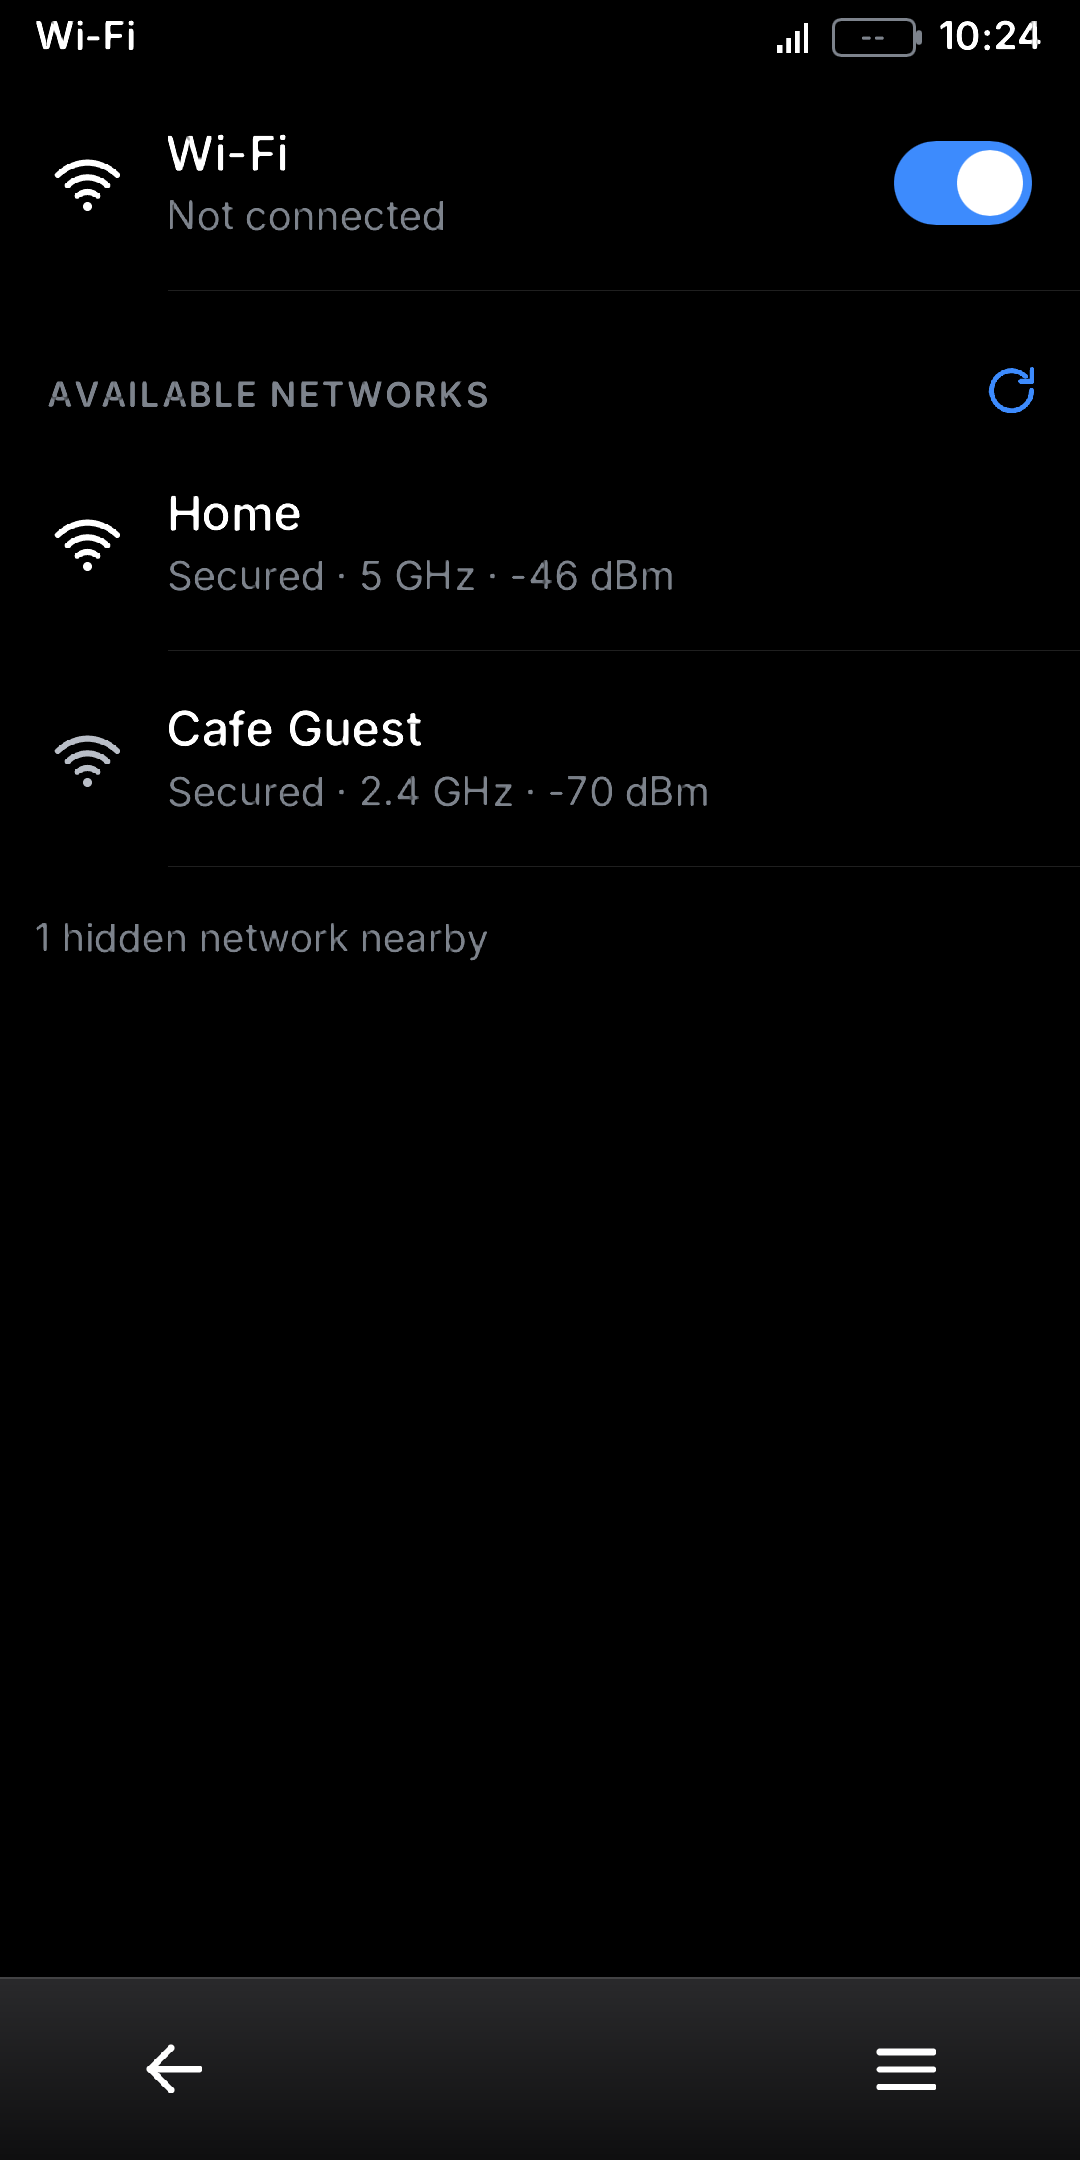 Wi-Fi
-- 10:24
Wi-Fi
Not connected
AVAILABLE NETWORKS
Home
Secured · 5 GHz · -46 dBm
Cafe Guest
Secured · 2.4 GHz · -70 dBm
1 hidden network nearby